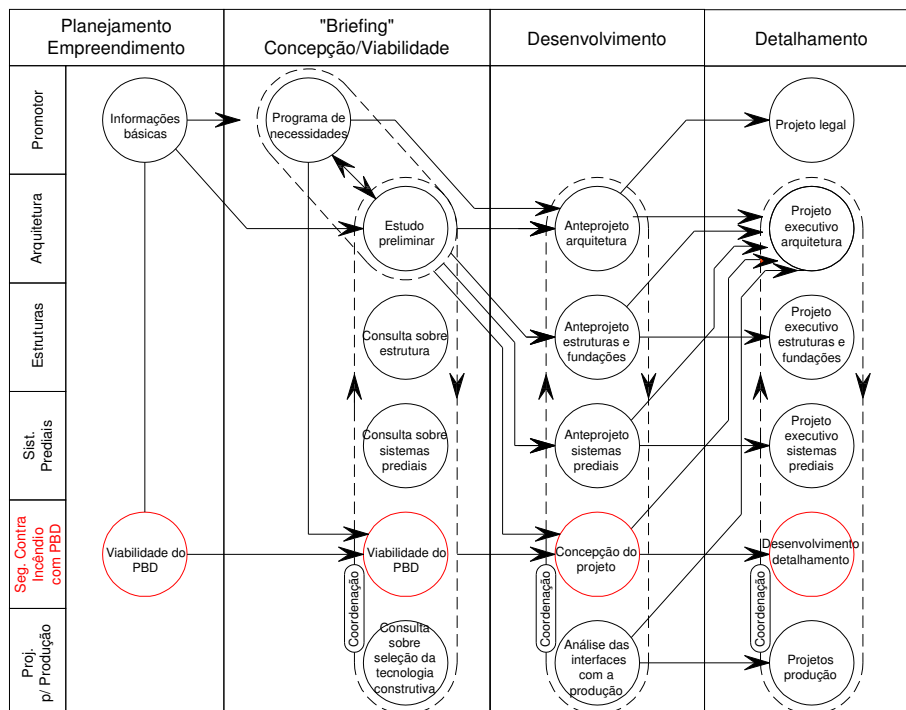 Planejamento
Empreendimento
"Briefing"
Concepção/Viabilidade
Desenvolvimento
Detalhamento
Promotor
Informações
básicas
Programa de
necessidades
Projeto legal
Arquitetura
Estudo
preliminar
Anteprojeto
arquitetura
Projeto
executivo
arquitetura
Estruturas
Consulta sobre
estrutura
Anteprojeto
estruturas e
fundações
Projeto
executivo
estruturas e
fundações
Sist.
Prediais
Consulta sobre
sistemas prediais
Anteprojeto
sistemas
prediais
Projeto
executivo
sistemas
prediais
Seg. Contra
Incêndio
com PBD
Viabilidade do
PBD
Viabilidade do
PBD
Concepção do
projeto
Desenvolvimento
detalhamento
Coordenação
Coordenação
Coordenação
Proj.
p/ Produção
Consulta
sobre
seleção da
tecnologia
construtiva
Análise das
interfaces
com a
produção
Projetos
produção